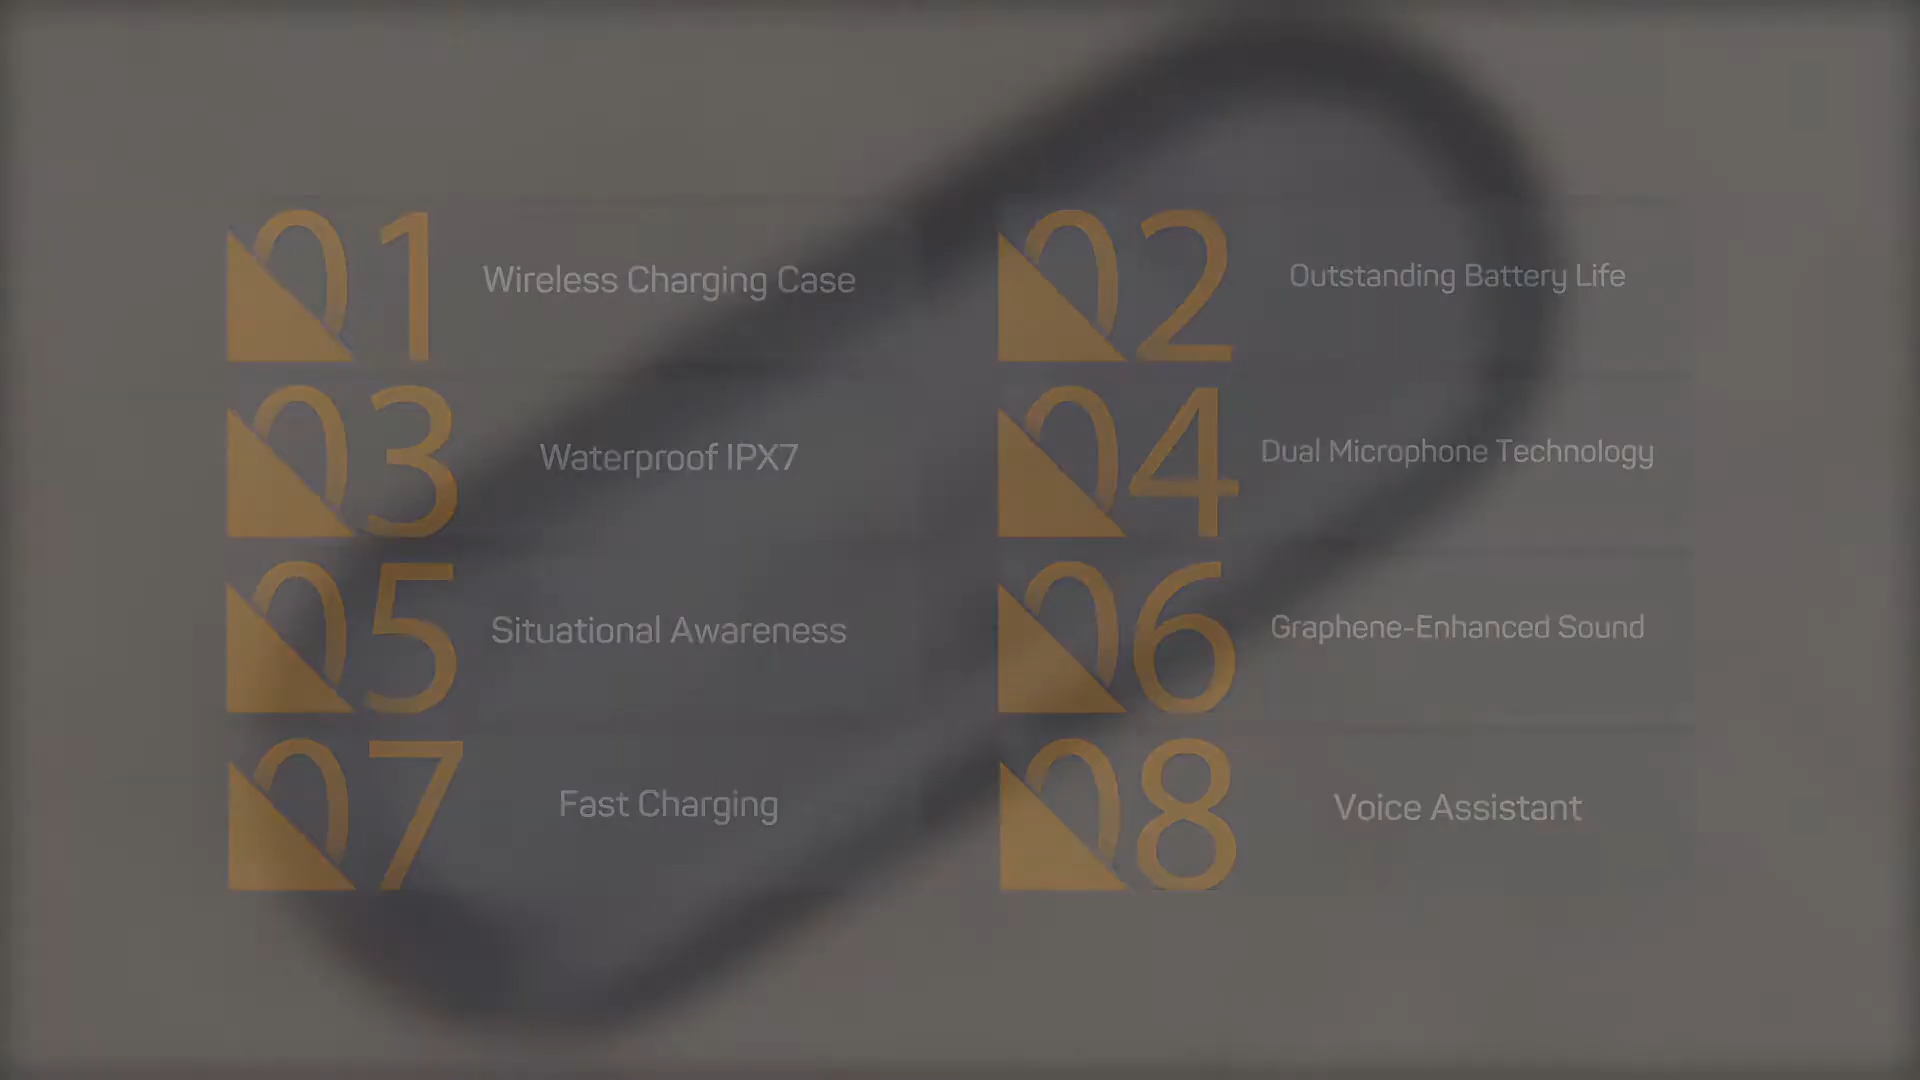 01 Wireless Charging Case
02 Outstanding Battery Life
03 Waterproof IPX7
04 Dual Microphone Technology
05 Situational Awareness
06 Graphene-Enhanced Sound
07 Fast Charging
08 Voice Assistant